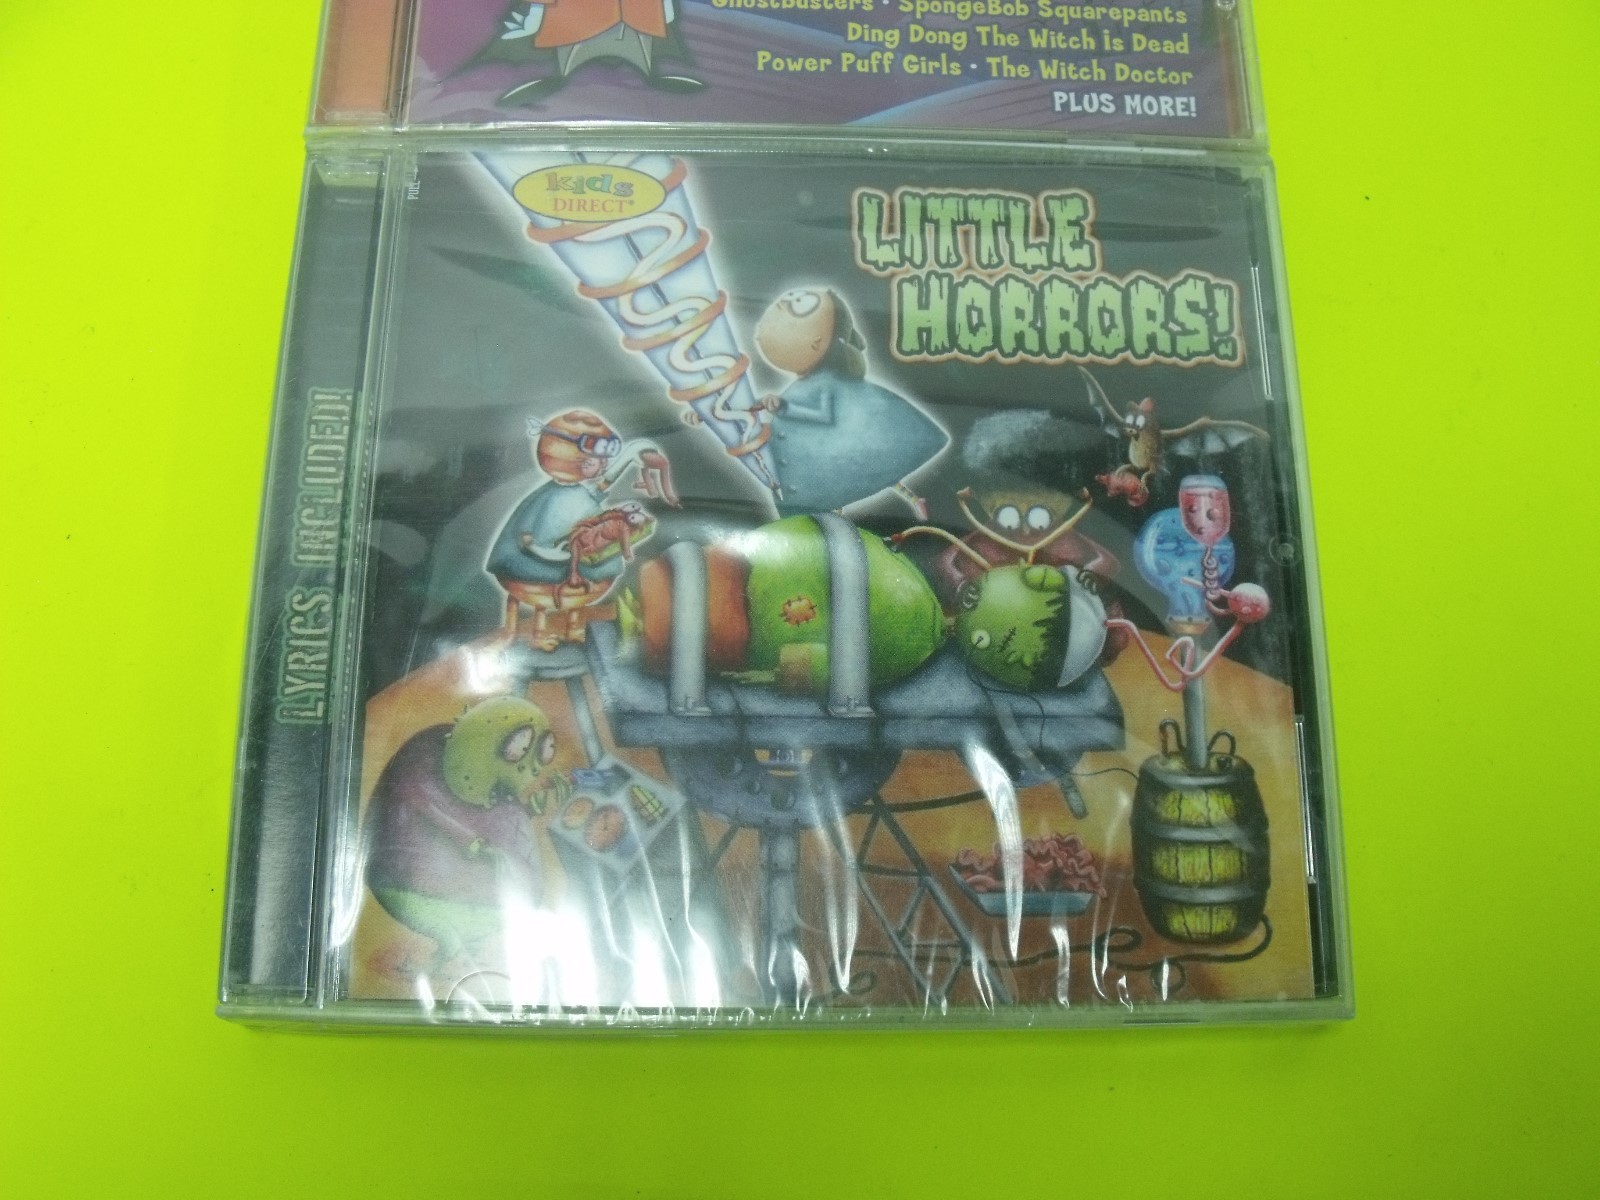 Ghostbusters • SpongeBob Squarepants
Ding Dong The Witch is Dead
Power Puff Girls • The Witch Doctor
PLUS MORE!
kids
DIRECT®
LITTLE
HORRORS!
LYRICS INCLUDED!